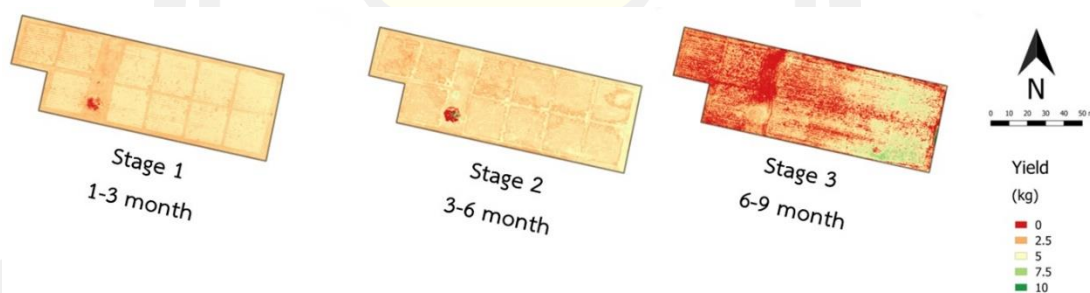 Stage 1
1-3 month
Stage 2
3-6 month
Stage 3
6-9 month
N
0 10 20 30 40 50 m
Yield
(kg)
0
2.5
5
7.5
10